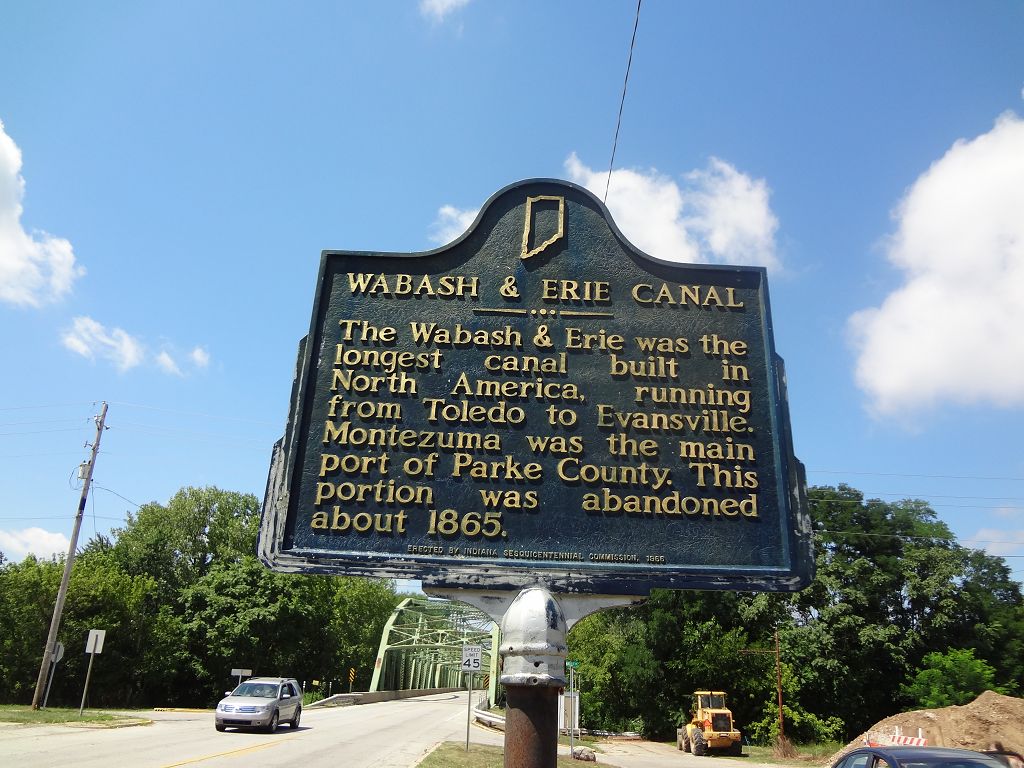 WABASH & ERIE CANAL
The Wabash & Erie was the
longest canal built in
North America, running
from Toledo to Evansville.
Montezuma was the main
port of Parke County. This
portion was abandoned
about 1865.
ERECTED BY INDIANA SESQUICENTENNIAL COMMISSION, 1966
SPEED
LIMIT
45